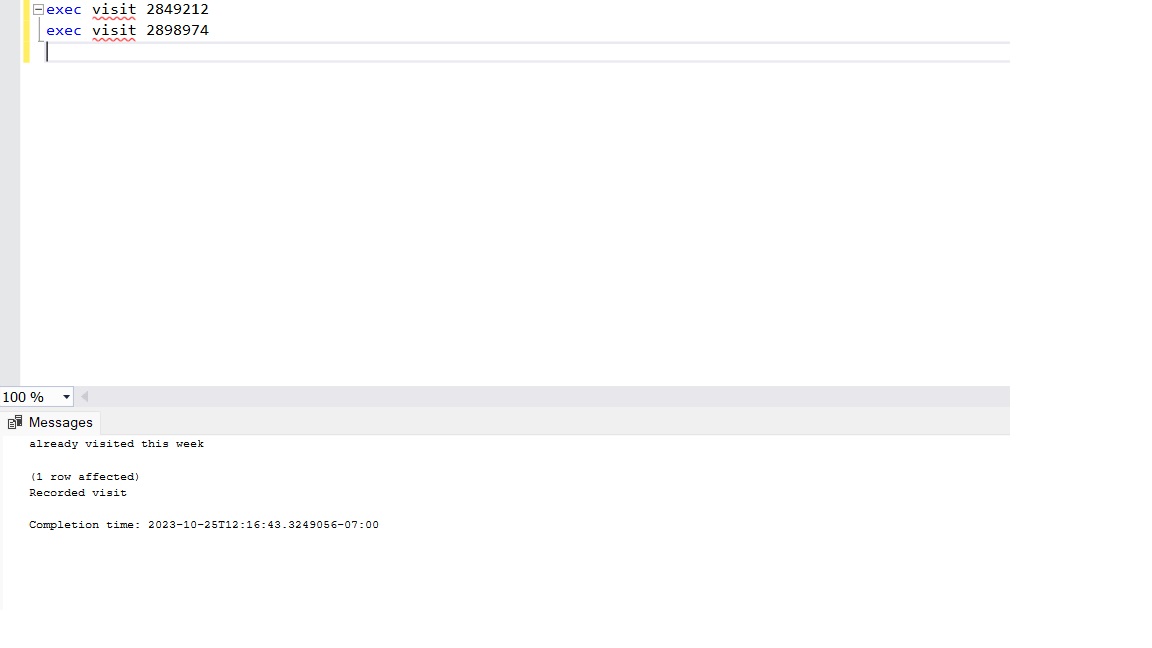 exec visit 2849212
exec visit 2898974
100 %
Messages
already visited this week
(1 row affected)
Recorded visit
Completion time: 2023-10-25T12:16:43.3249056-07:00